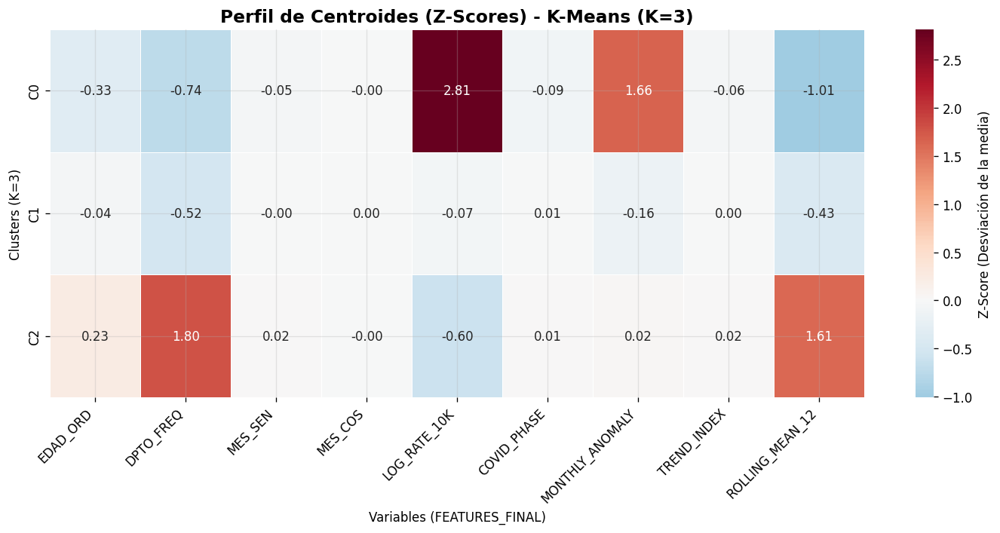 Perfil de Centroides (Z-Scores) - K-Means (K=3)
Clusters (K=3)
C0
-0.33 -0.74 -0.05 -0.00 2.81 -0.09 1.66 -0.06 -1.01
C1
-0.04 -0.52 -0.00 0.00 -0.07 0.01 -0.16 0.00 -0.43
C2
0.23 1.80 0.02 -0.00 -0.60 0.01 0.02 0.02 1.61
EDAD_ORD
DPTO_FREQ
MES_SEN
MES_COS
LOG_RATE_10K
COVID_PHASE
MONTHLY_ANOMALY
TREND_INDEX
ROLLING_MEAN_12
Variables (FEATURES_FINAL)
2.5
2.0
1.5
1.0
0.5
0.0
−0.5
−1.0
Z-Score (Desviación de la media)